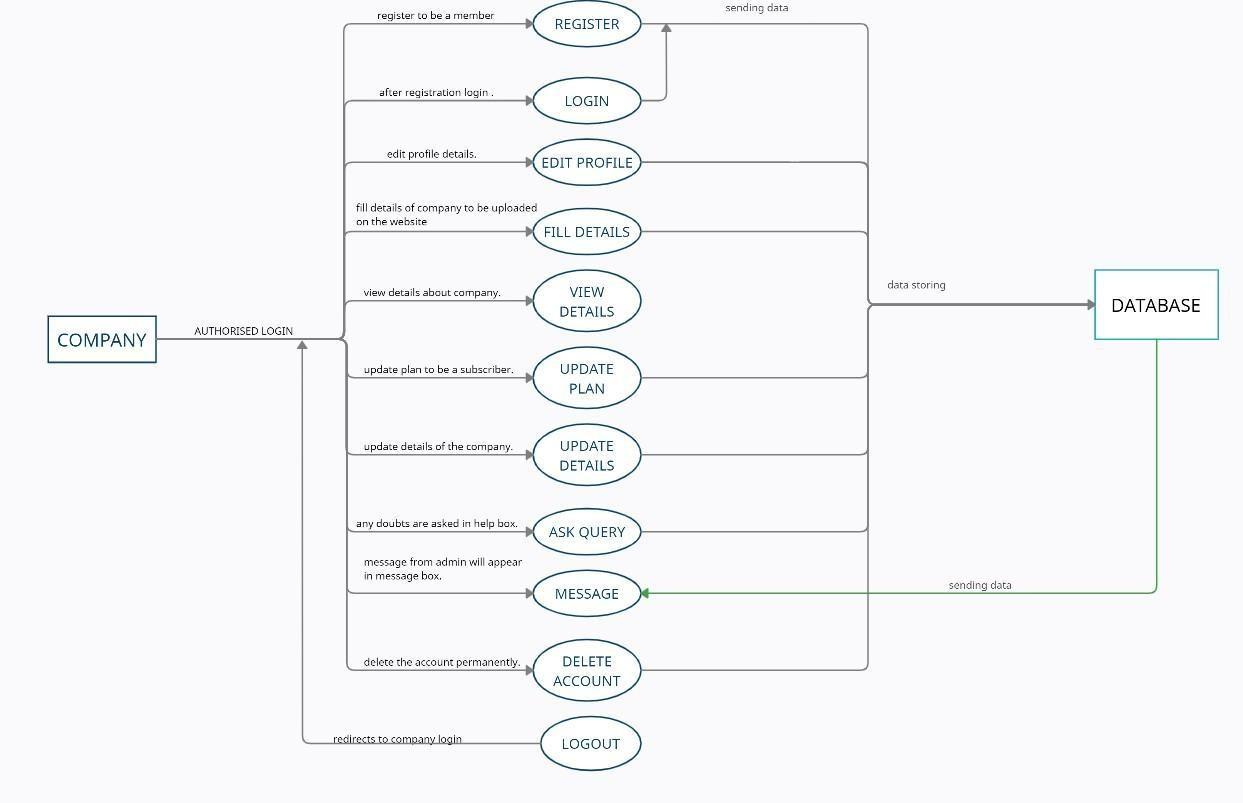 sending data
register to be a member
REGISTER
after registration login .
LOGIN
edit profile details.
EDIT PROFILE
fill details of company to be uploaded
on the website
FILL DETAILS
view details about company.
VIEW
DETAILS
data storing
DATABASE
COMPANY
AUTHORISED LOGIN
update plan to be a subscriber.
UPDATE
PLAN
update details of the company.
UPDATE
DETAILS
any doubts are asked in help box.
ASK QUERY
message from admin will appear
in message box.
MESSAGE
sending data
delete the account permanently.
DELETE
ACCOUNT
redirects to company login
LOGOUT